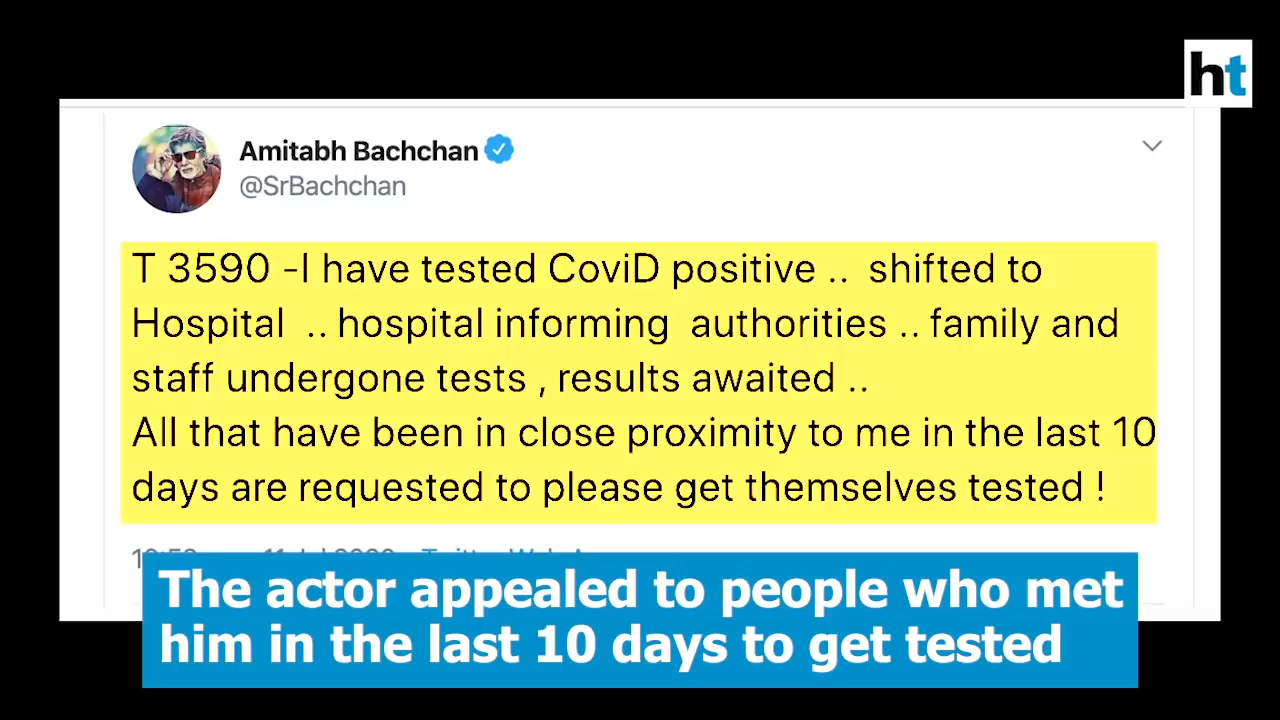 ht
Amitabh Bachchan
@SrBachchan
T 3590 -I have tested CoviD positive .. shifted to
Hospital .. hospital informing authorities .. family and
staff undergone tests , results awaited ..
All that have been in close proximity to me in the last 10
days are requested to please get themselves tested !
The actor appealed to people who met
him in the last 10 days to get tested